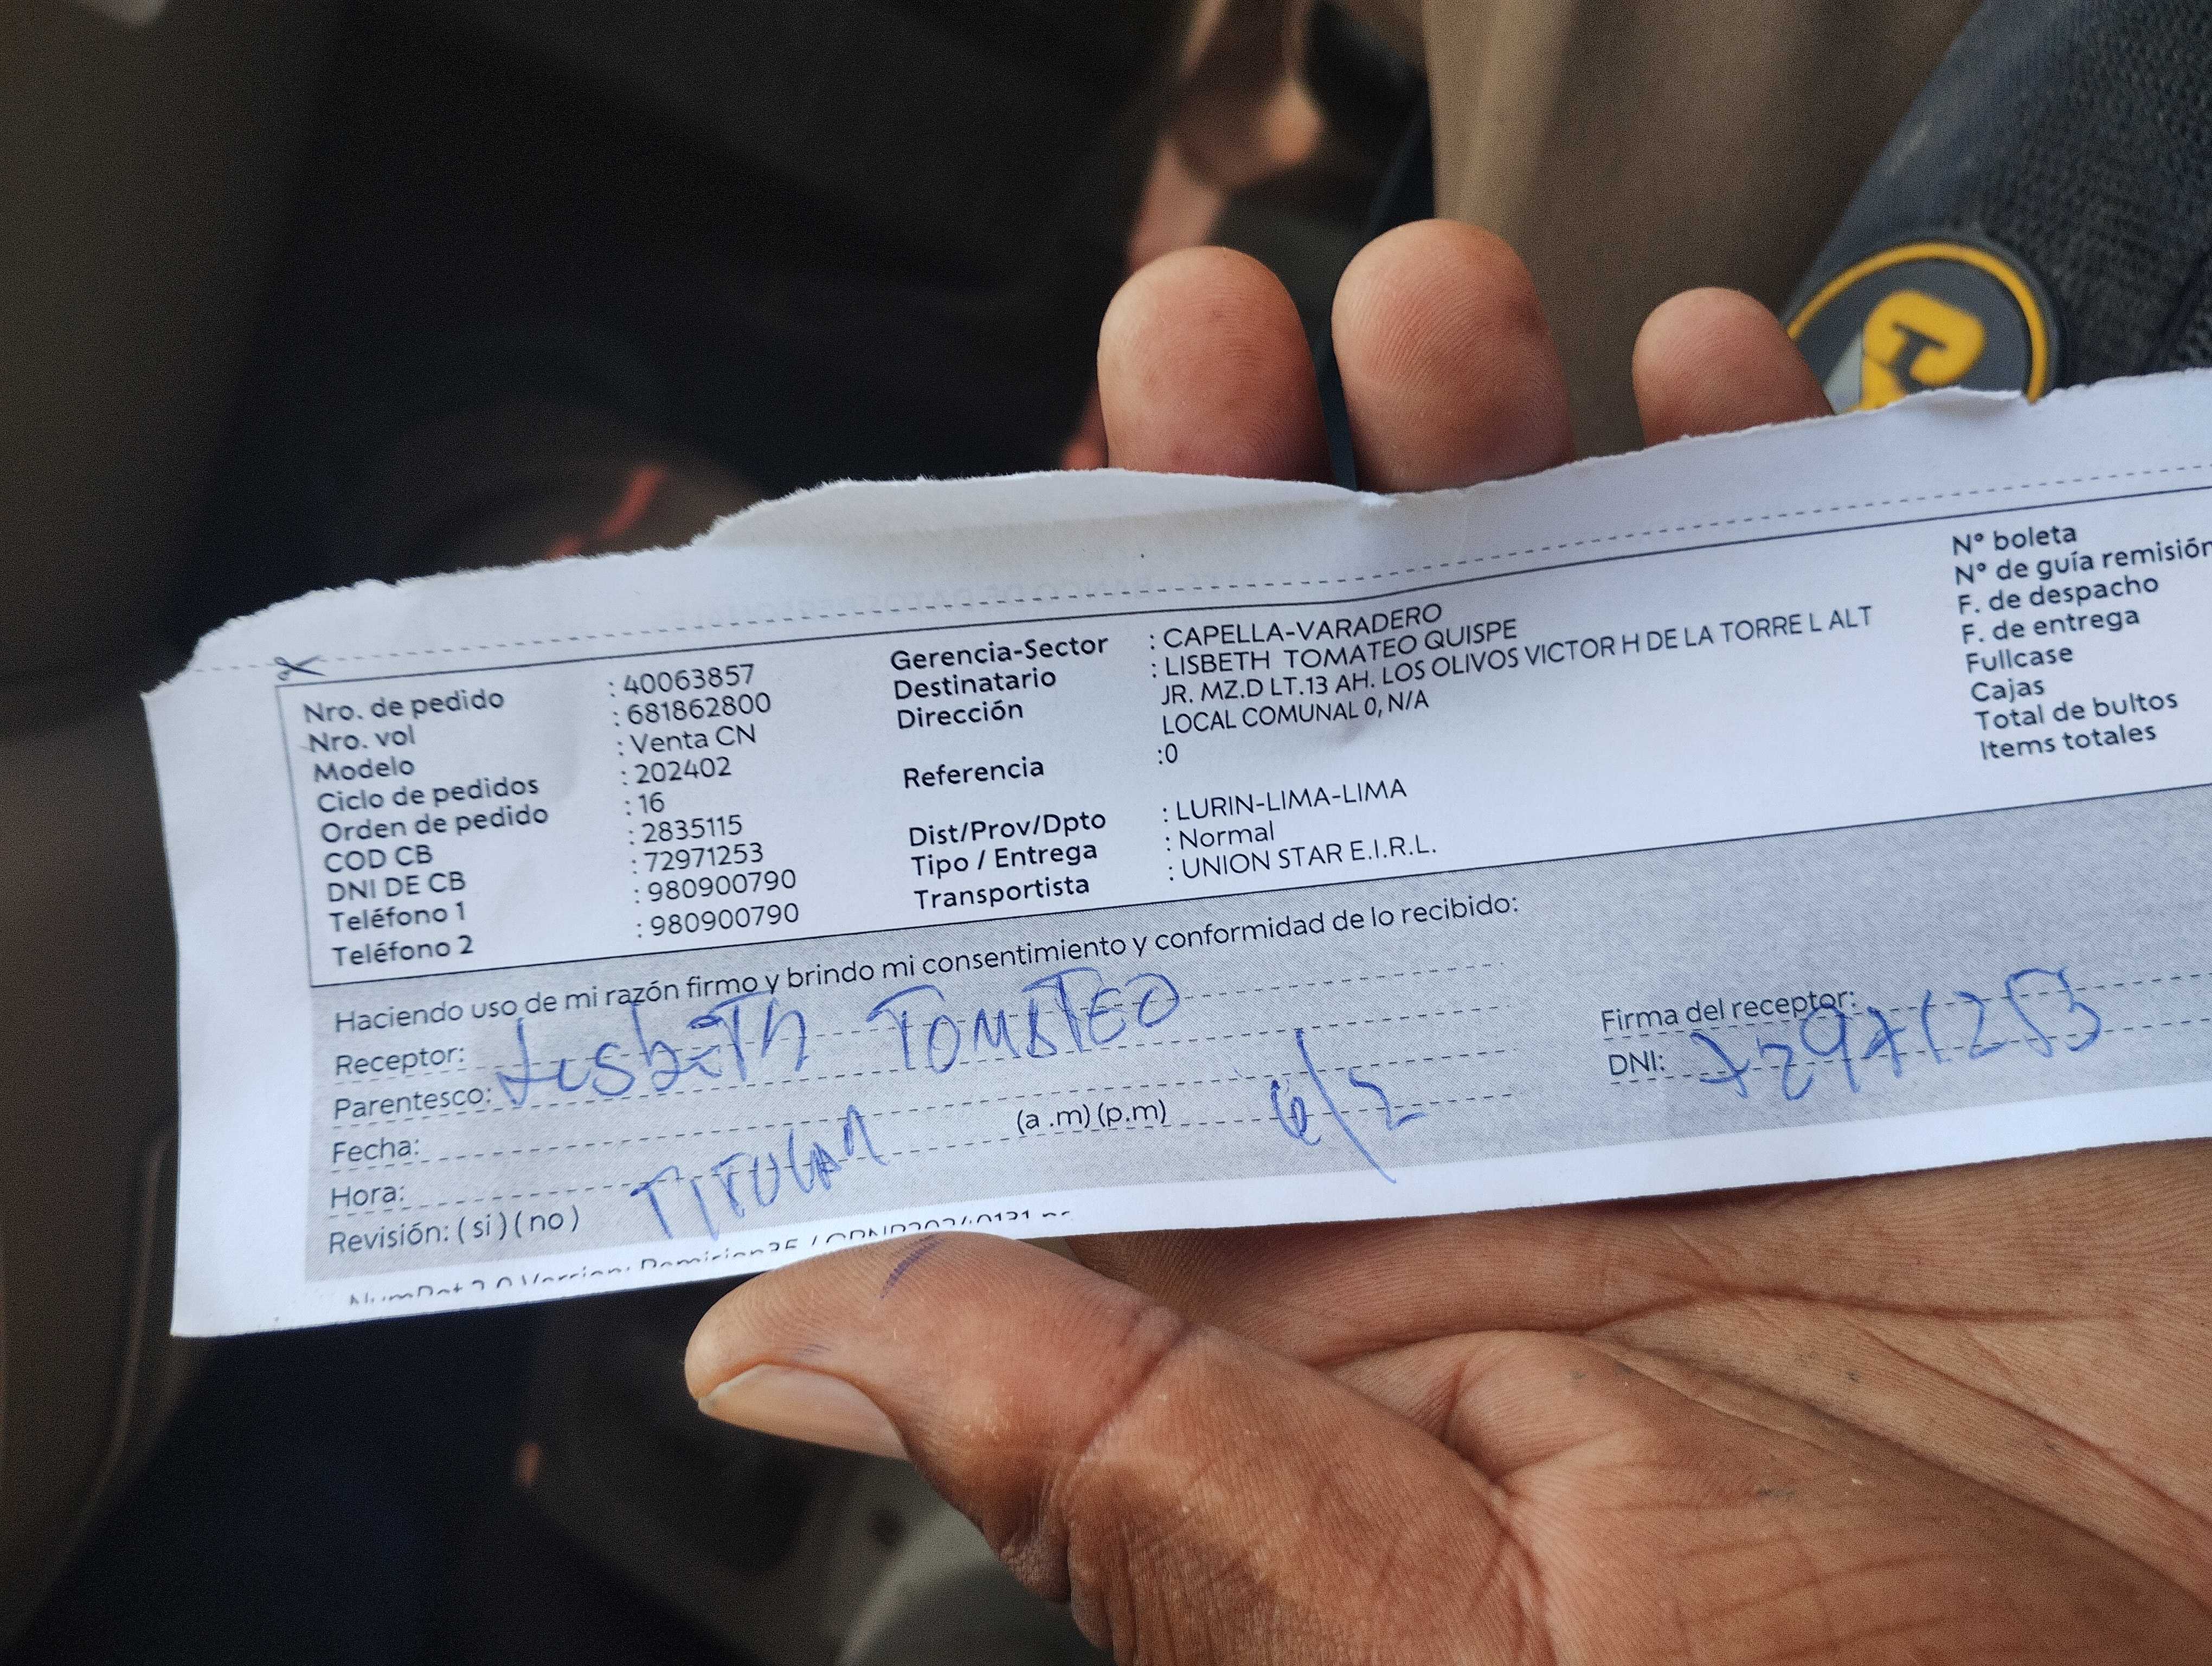 Nro. de pedido : 40063857
Nro. vol : 681862800
Modelo : Venta CN
Ciclo de pedidos : 202402
Orden de pedido : 16
COD CB : 2835115
DNI DE CB : 72971253
Teléfono 1 : 980900790
Teléfono 2 : 980900790
Gerencia-Sector : CAPELLA-VARADERO
Destinatario : LISBETH TOMATEO QUISPE
Dirección JR. MZ.D LT.13 AH. LOS OLIVOS VICTOR H DE LA TORRE L ALT
LOCAL COMUNAL 0, N/A
Referencia :0
Dist/Prov/Dpto : LURIN-LIMA-LIMA
Tipo / Entrega : Normal
Transportista : UNION STAR E.I.R.L.
N° boleta
N° de guía remisión
F. de despacho
F. de entrega
Fullcase
Cajas
Total de bultos
Items totales
Haciendo uso de mi razón firmo y brindo mi consentimiento y conformidad de lo recibido:
Receptor: Lisbeth TOMATEO
Parentesco:
Fecha:
Hora: (a .m) (p.m) 6/2
Revisión: ( si ) ( no ) TITULAR
Firma del receptor:
DNI: 72971253